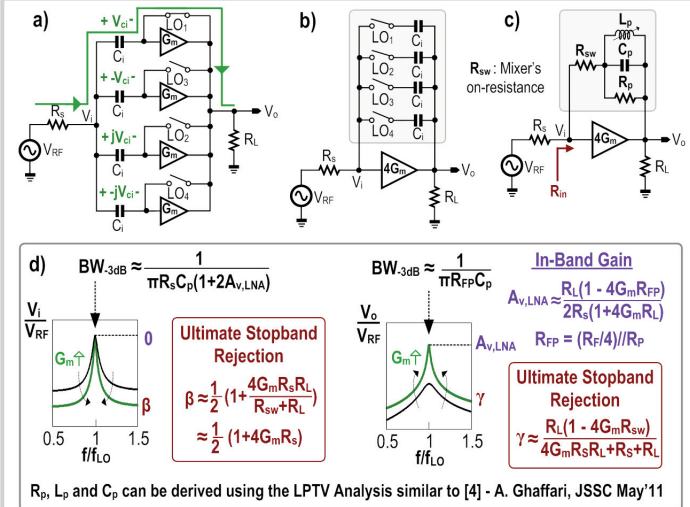 a)
+ Vci -
LO1
Ci
Gm
+ -Vci -
LO3
Ci
Gm
Rs
Vi
Vo
VRF
+ jVci -
LO2
Ci
Gm
RL
+ -jVci -
LO4
Ci
Gm
b)
LO1 Ci
LO2 Ci
LO3 Ci
LO4 Ci
Rs
4Gm
Vo
Vi
VRF
RL
c)
Lp
Rsw
Cp
Rp
Rsw : Mixer's
on-resistance
Rs
Vi
4Gm
Vo
VRF
Rin
RL
d)
BW-3dB ≈ 1 / πRsCp(1+2Av,LNA)
Vi / VRF
0
Gm
β
0.5 1 1.5
f/fLO
Ultimate Stopband
Rejection
β ≈ 1/2 (1+ 4GmRsRL / Rsw+RL)
≈ 1/2 (1+4GmRs)
BW-3dB ≈ 1 / πRFPCp
Vo / VRF
Av,LNA
Gm
γ
0.5 1 1.5
f/fLO
In-Band Gain
Av,LNA ≈ RL(1 - 4GmRFP) / 2Rs(1+4GmRL)
RFP = (RF/4)//RP
Ultimate Stopband
Rejection
γ ≈ RL(1 - 4GmRsw) / 4GmRSRL+RS+RL
Rp, Lp and Cp can be derived using the LPTV Analysis similar to [4] - A. Ghaffari, JSSC May'11